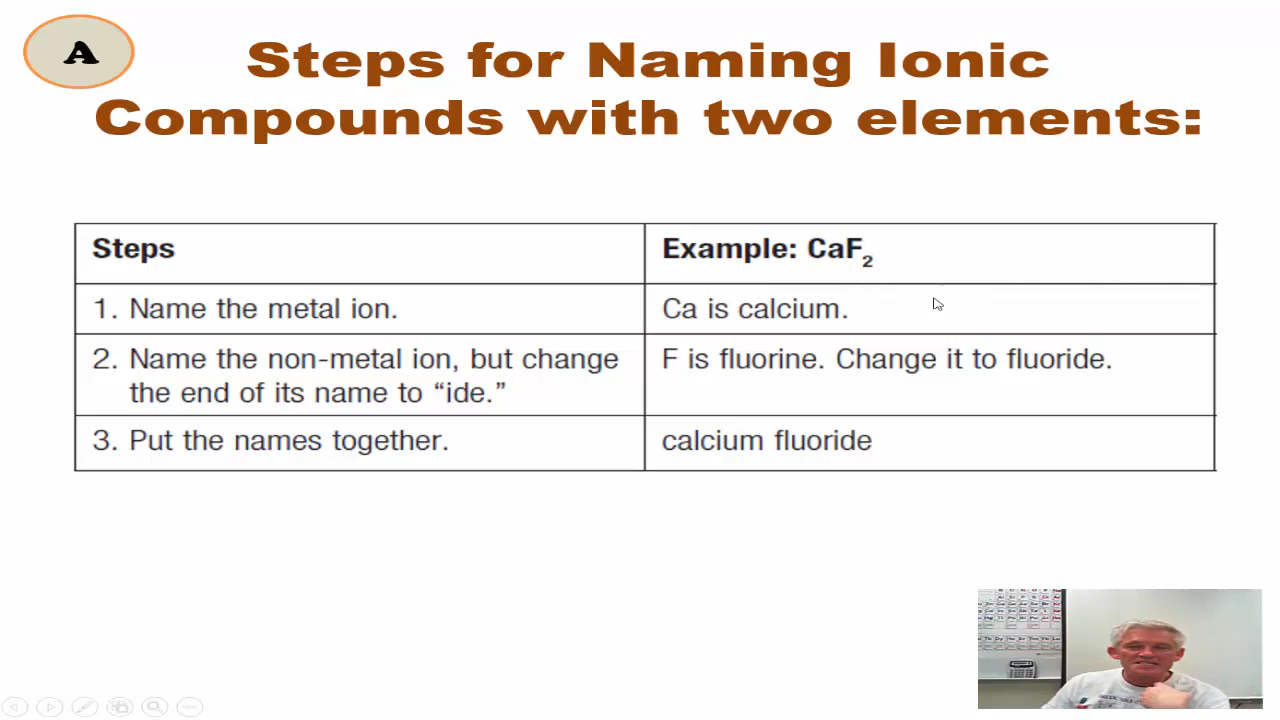 A
Steps for Naming Ionic
Compounds with two elements:
Steps
Example: CaF₂
1. Name the metal ion.
Ca is calcium.
2. Name the non-metal ion, but change
the end of its name to “ide.”
F is fluorine. Change it to fluoride.
3. Put the names together.
calcium fluoride